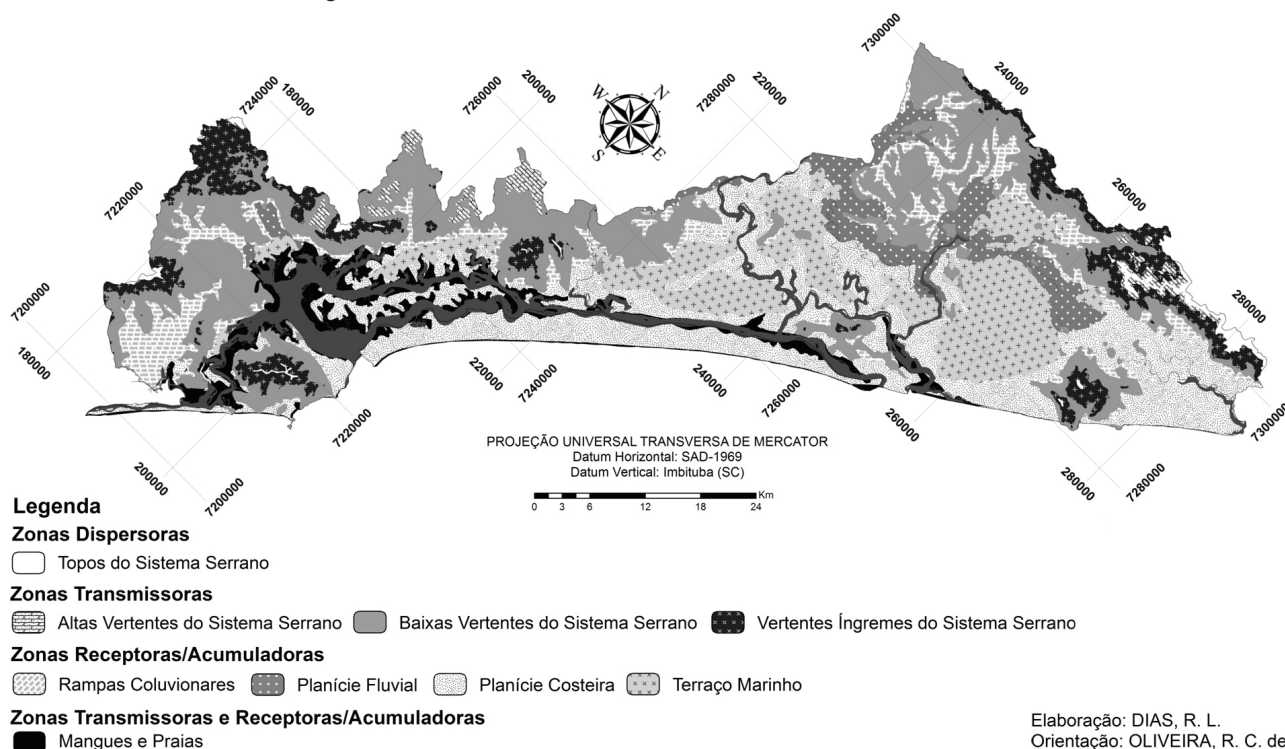 7300000
240000
7280000
220000
7260000
200000
7240000
180000
7220000
7200000
18000
260000
280000
7300000
W
N
S
E
220000
7240000
240000
7260000
260000
7220000
200000
7200000
280000
7280000
PROJEÇÃO UNIVERSAL TRANSVERSA DE MERCATOR
Datum Horizontal: SAD-1969
Datum Vertical: Imbituba (SC)
0 3 6 12 18 24 Km
Legenda
Zonas Dispersoras
Topos do Sistema Serrano
Zonas Transmissoras
Altas Vertentes do Sistema Serrano Baixas Vertentes do Sistema Serrano Vertentes Íngremes do Sistema Serrano
Zonas Receptoras/Acumuladoras
Rampas Coluvionares Planície Fluvial Planície Costeira Terraço Marinho
Zonas Transmissoras e Receptoras/Acumuladoras
Mangues e Praias
Elaboração: DIAS, R. L.
Orientação: OLIVEIRA, R. C. de